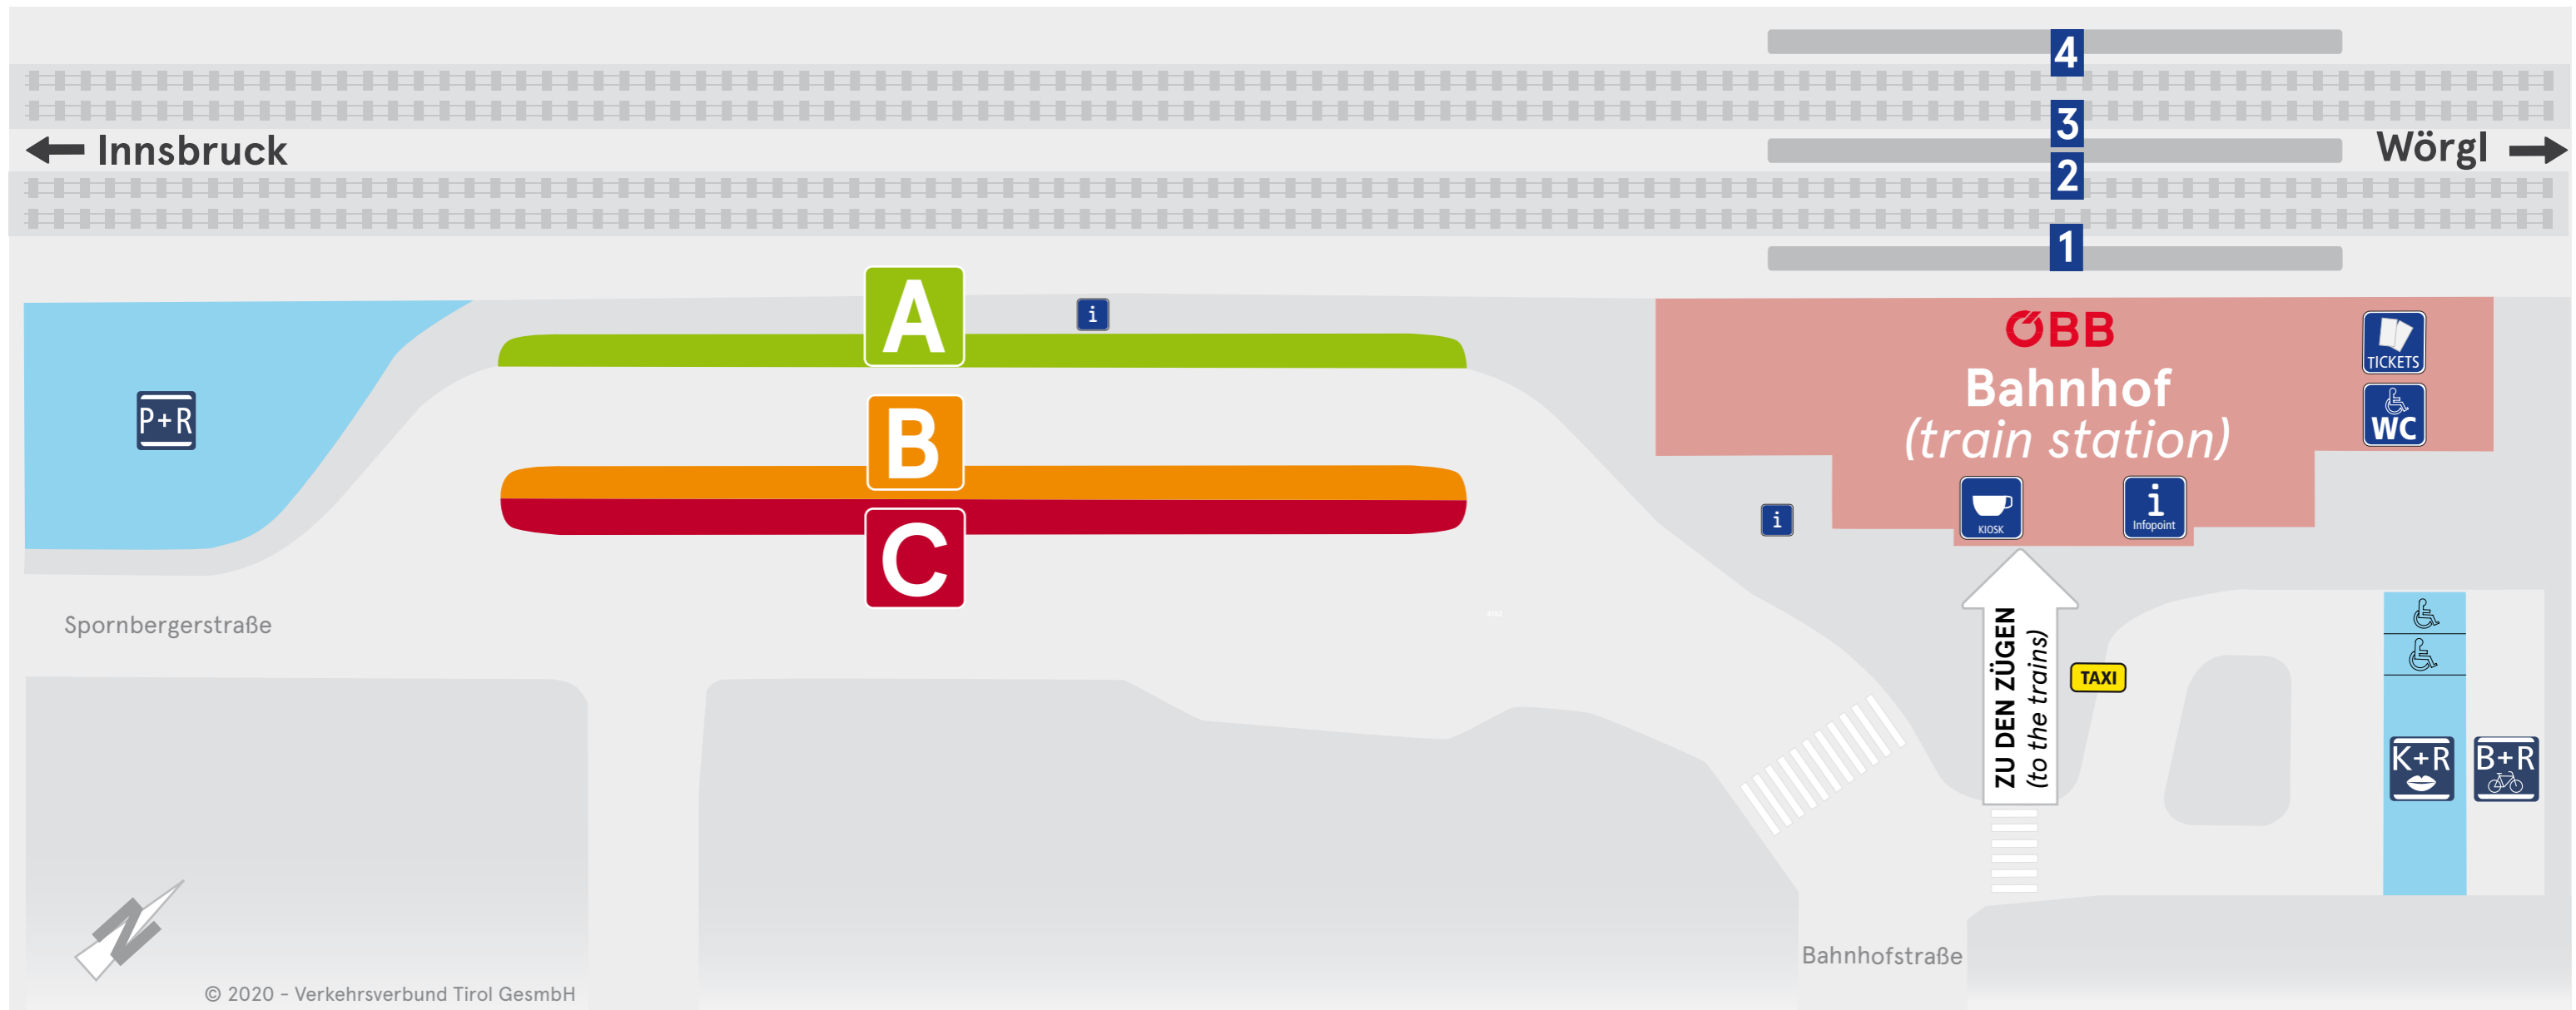 4
3
← Innsbruck
Wörgl →
2
1
A
i
ÖBB
Bahnhof
(train station)
TICKETS
WC
P+R
B
C
i
KIOSK
i
Infopoint
Spornbergerstraße
ZU DEN ZÜGEN
(to the trains)
TAXI
K+R
B+R
N
Bahnhofstraße
© 2020 - Verkehrsverbund Tirol GesmbH